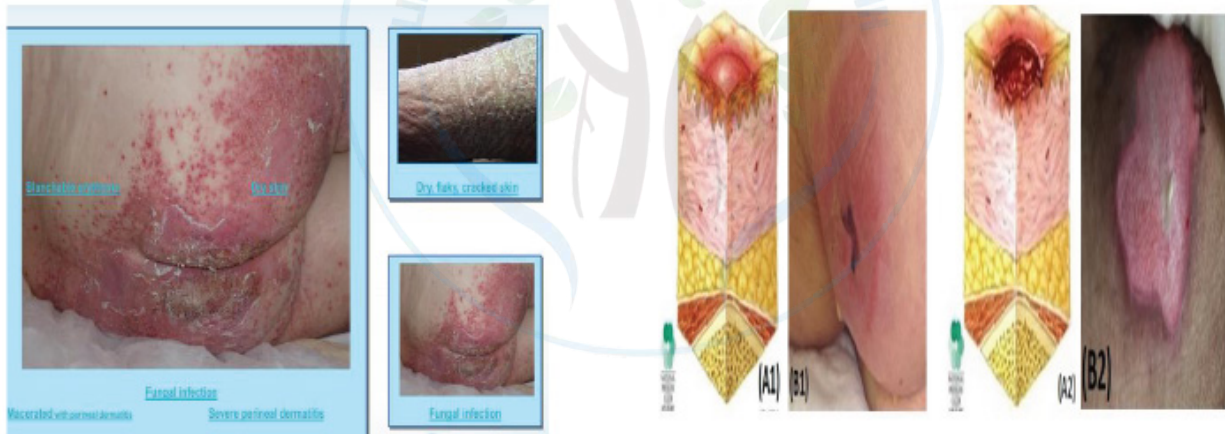 Blanchable erythema
Dry skin
Fungal infection
Macerated with perineal dermatitis
Severe perineal dermatitis
Dry, flaky, cracked skin
Fungal infection
(A1)
(B1)
(A2)
(B2)